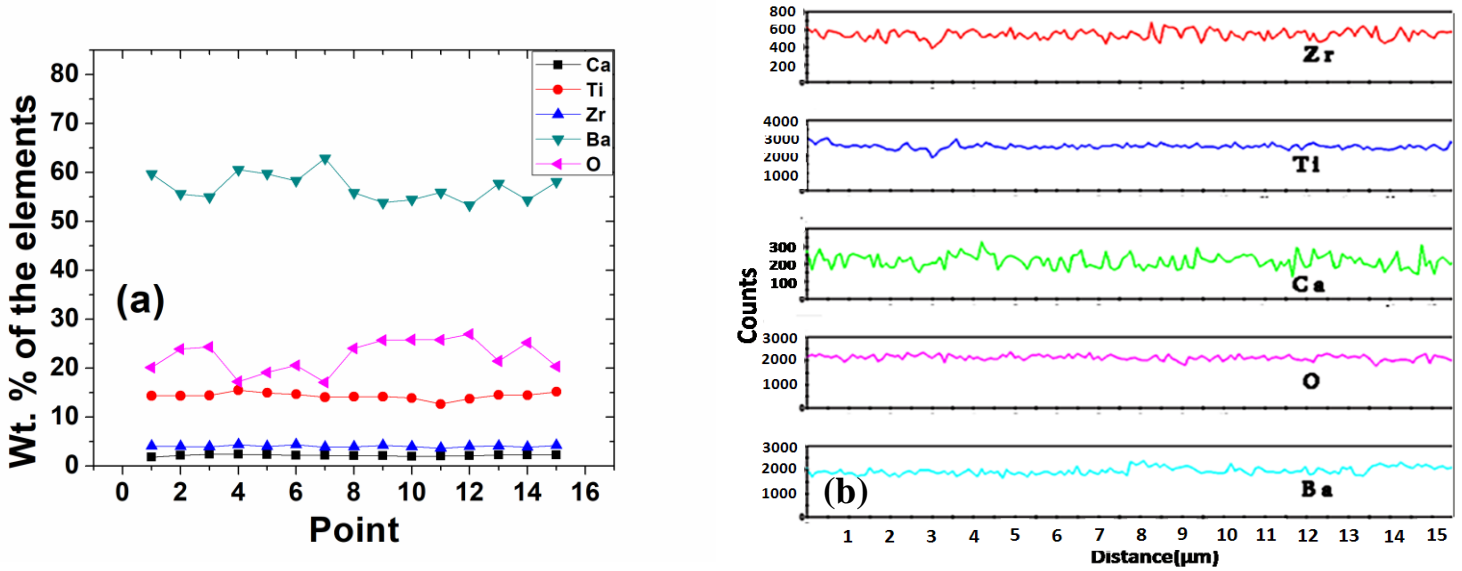 Wt. % of the elements
80
70
60
50
40
30
20
10
0
0 2 4 6 8 10 12 14 16
Point
(a)
Ca
Ti
Zr
Ba
O
Counts
800
600
400
200
Zr
4000
3000
2000
1000
Ti
300
200
100
Ca
3000
2000
1000
O
3000
2000
1000
(b)
Ba
1 2 3 4 5 6 7 8 9 10 11 12 13 14 15
Distance(μm)